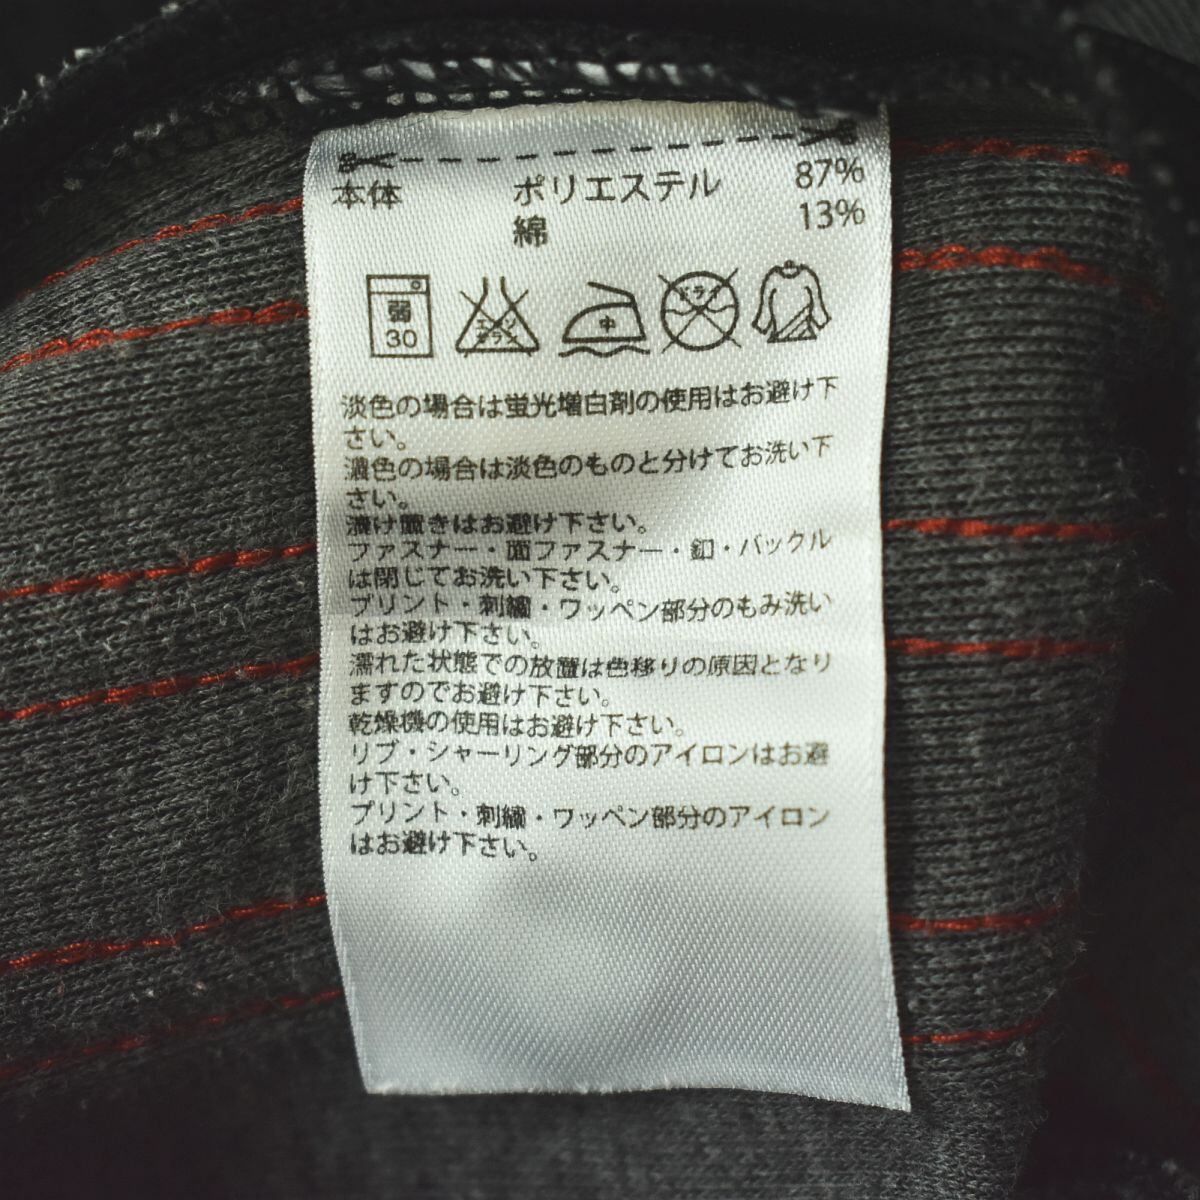 本体 ポリエステル 87%
綿 13%
弱 30 エンソ サラシ 中 ドライ
淡色の場合は蛍光増白剤の使用はお避け下
さい。
濃色の場合は淡色のものと分けてお洗い下
さい。
漬け置きはお避け下さい。
ファスナー・面ファスナー・釦・バックル
は閉じてお洗い下さい。
プリント・刺繍・ワッペン部分のもみ洗い
はお避け下さい。
濡れた状態での放置は色移りの原因となり
ますのでお避け下さい。
乾燥機の使用はお避け下さい。
リブ・シャーリング部分のアイロンはお避
け下さい。
プリント・刺繍・ワッペン部分のアイロン
はお避け下さい。